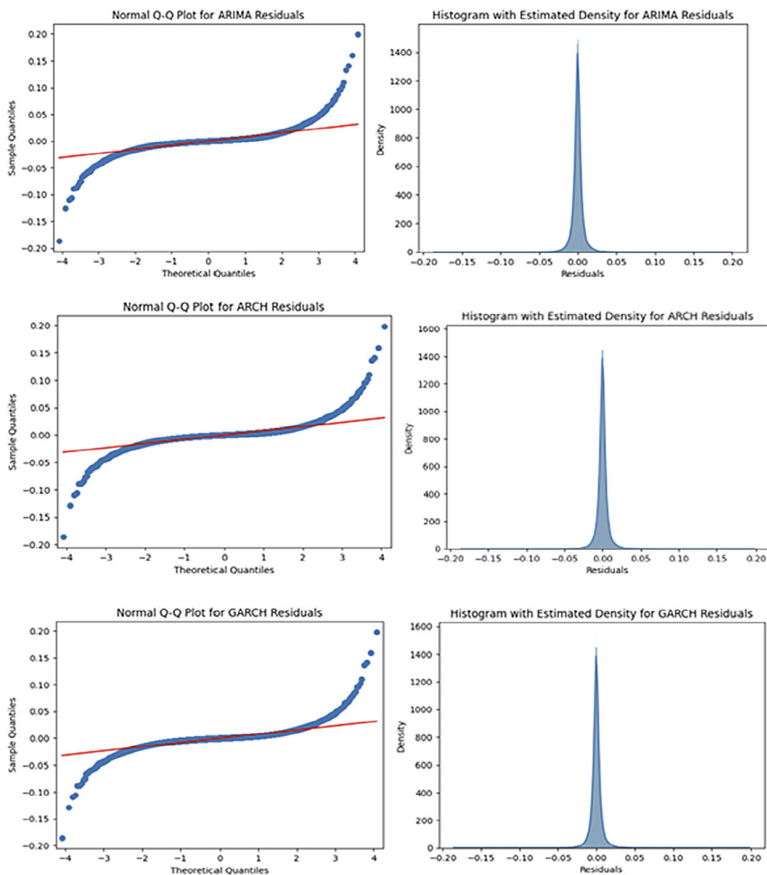 Normal Q-Q Plot for ARIMA Residuals
0.20
0.15
0.10
0.05
0.00
−0.05
−0.10
−0.15
−0.20
Sample Quantiles
−4 −3 −2 −1 0 1 2 3 4
Theoretical Quantiles
Histogram with Estimated Density for ARIMA Residuals
1400
1200
1000
800
600
400
200
0
Density
−0.20 −0.15 −0.10 −0.05 0.00 0.05 0.10 0.15 0.20
Residuals
Normal Q-Q Plot for ARCH Residuals
0.20
0.15
0.10
0.05
0.00
−0.05
−0.10
−0.15
−0.20
Sample Quantiles
−4 −3 −2 −1 0 1 2 3 4
Theoretical Quantiles
Histogram with Estimated Density for ARCH Residuals
1600
1400
1200
1000
800
600
400
200
0
Density
−0.20 −0.15 −0.10 −0.05 0.00 0.05 0.10 0.15 0.20
Residuals
Normal Q-Q Plot for GARCH Residuals
0.20
0.15
0.10
0.05
0.00
−0.05
−0.10
−0.15
−0.20
Sample Quantiles
−4 −3 −2 −1 0 1 2 3 4
Theoretical Quantiles
Histogram with Estimated Density for GARCH Residuals
1600
1400
1200
1000
800
600
400
200
0
Density
−0.20 −0.15 −0.10 −0.05 0.00 0.05 0.10 0.15 0.20
Residuals